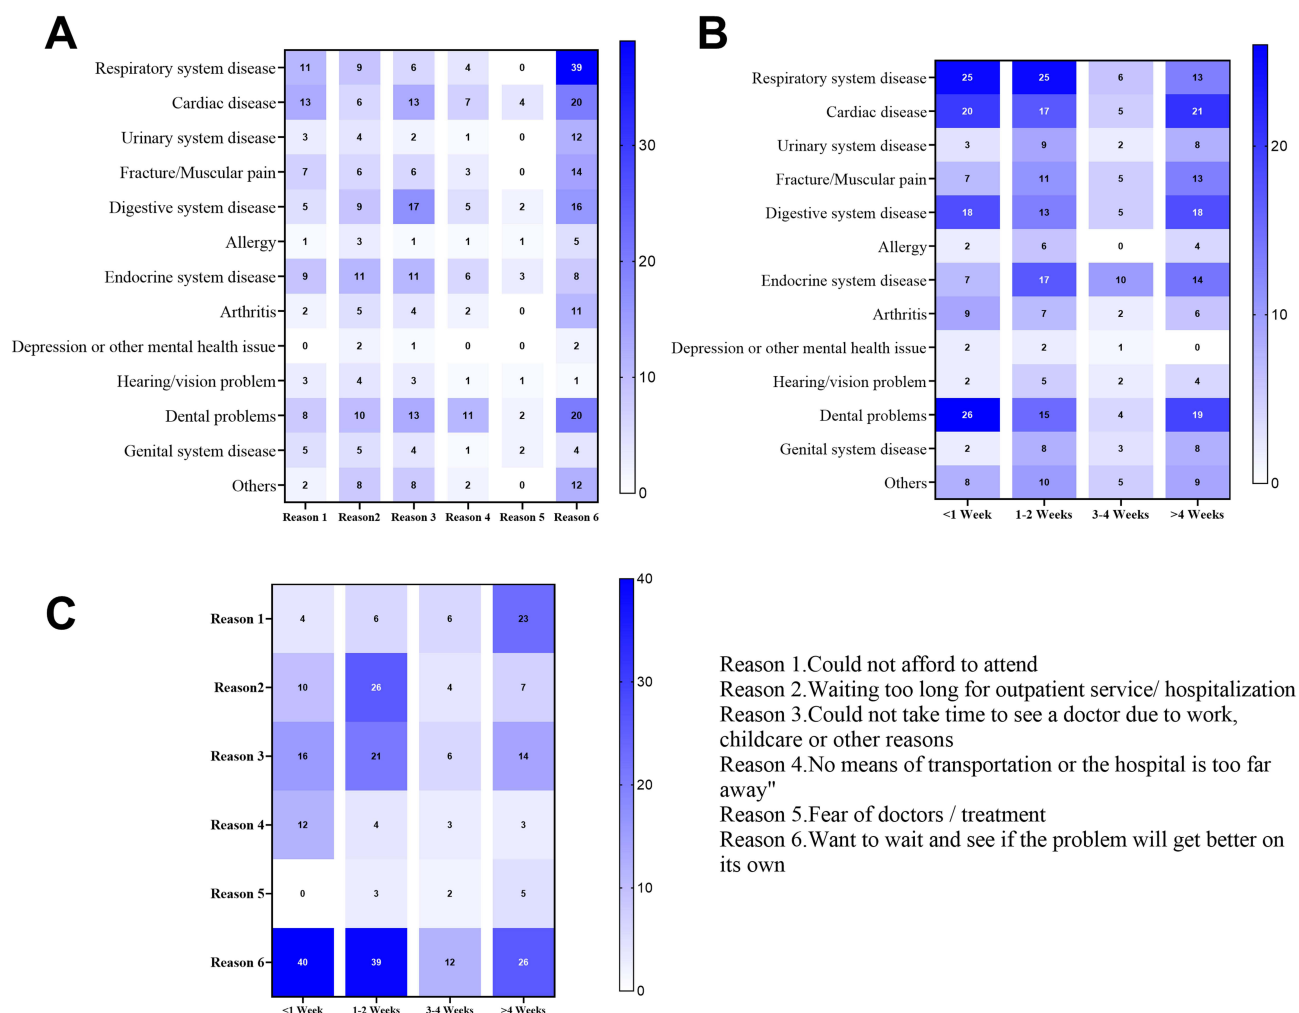 A
Respiratory system disease 11 9 6 4 0 39
Cardiac disease 13 6 13 7 4 20
Urinary system disease 3 4 2 1 0 12
Fracture/Muscular pain 7 6 6 3 0 14
Digestive system disease 5 9 17 5 2 16
Allergy 1 3 1 1 1 5
Endocrine system disease 9 11 11 6 3 8
Arthritis 2 5 4 2 0 11
Depression or other mental health issue 0 2 1 0 0 2
Hearing/vision problem 3 4 3 1 1 1
Dental problems 8 10 13 11 2 20
Genital system disease 5 5 4 1 2 4
Others 2 8 8 2 0 12
Reason 1 Reason2 Reason 3 Reason 4 Reason 5 Reason 6
30
20
10
0
B
Respiratory system disease 25 25 6 13
Cardiac disease 20 17 5 21
Urinary system disease 3 9 2 8
Fracture/Muscular pain 7 11 5 13
Digestive system disease 18 13 5 18
Allergy 2 6 0 4
Endocrine system disease 7 17 10 14
Arthritis 9 7 2 6
Depression or other mental health issue 2 2 1 0
Hearing/vision problem 2 5 2 4
Dental problems 26 15 4 19
Genital system disease 2 8 3 8
Others 8 10 5 9
<1 Week 1-2 Weeks 3-4 Weeks >4 Weeks
20
10
0
C
Reason 1 4 6 6 23
Reason2 10 26 4 7
Reason 3 16 21 6 14
Reason 4 12 4 3 3
Reason 5 0 3 2 5
Reason 6 40 39 12 26
<1 Week 1-2 Weeks 3-4 Weeks >4 Weeks
40
30
20
10
0
Reason 1.Could not afford to attend
Reason 2.Waiting too long for outpatient service/ hospitalization
Reason 3.Could not take time to see a doctor due to work,
childcare or other reasons
Reason 4.No means of transportation or the hospital is too far
away"
Reason 5.Fear of doctors / treatment
Reason 6.Want to wait and see if the problem will get better on
its own